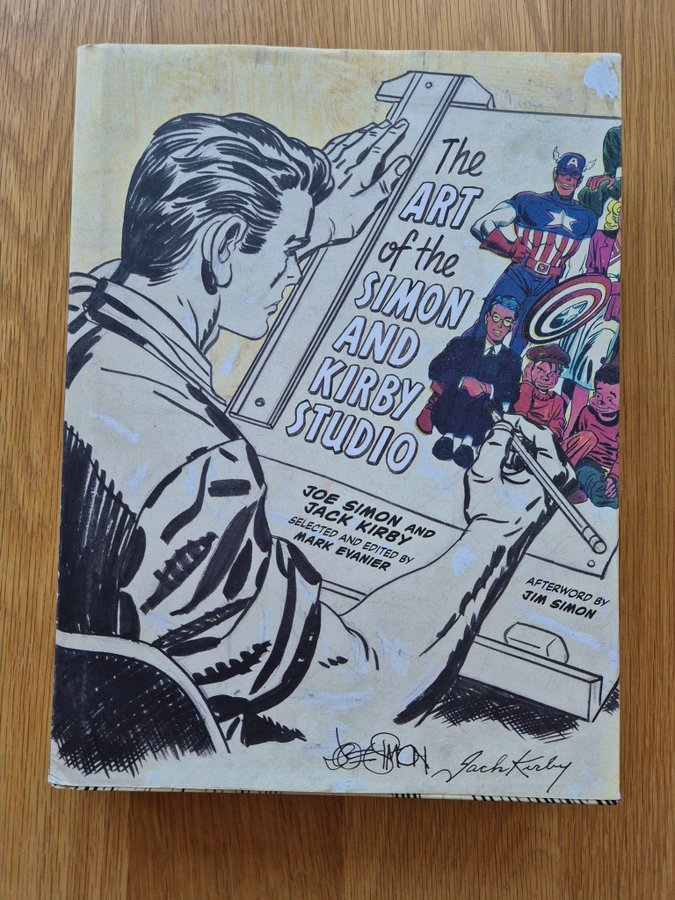 The
ART
of the
SIMON
AND
KIRBY
STUDIO
JOE SIMON AND
JACK KIRBY
SELECTED AND EDITED BY
MARK EVANIER
AFTERWORD BY
JIM SIMON
JOE SIMON
Jack Kirby
A